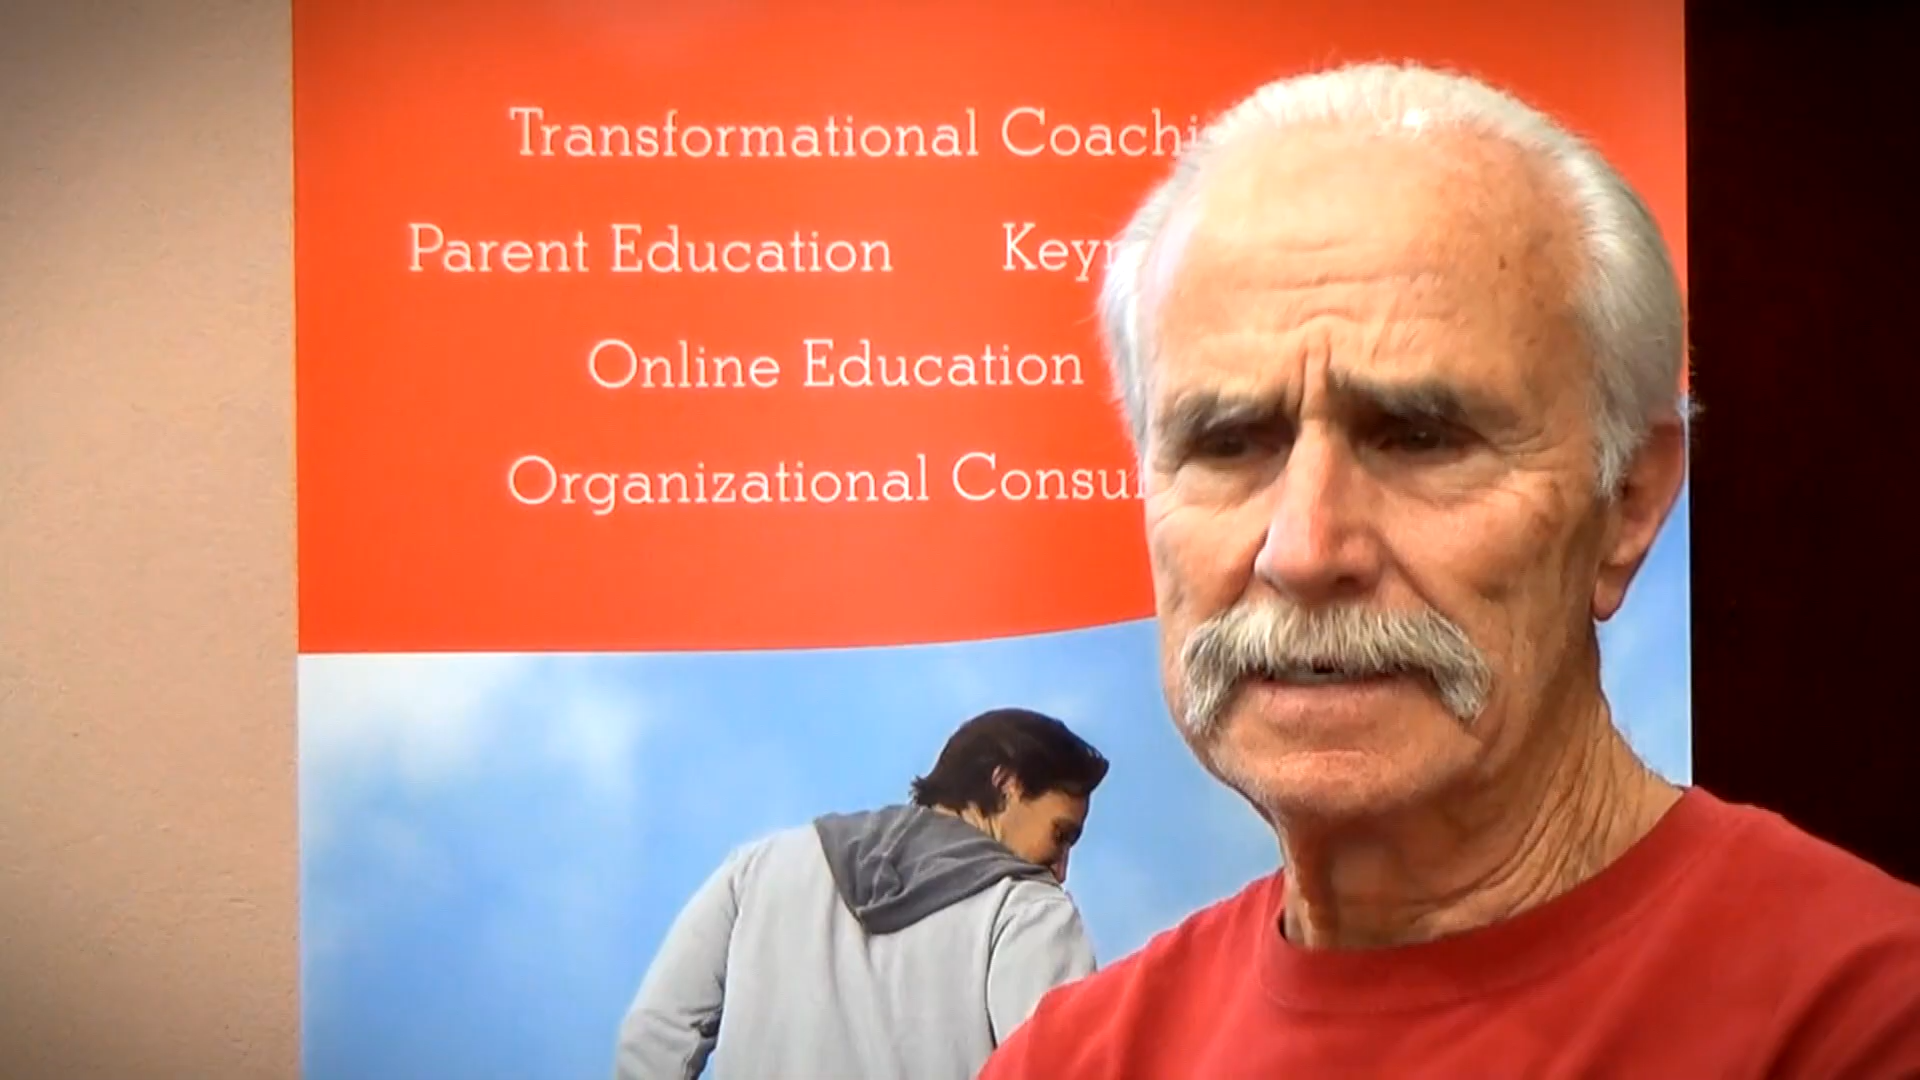 Transformational Coachi
Parent Education Key
Online Education
Organizational Consu